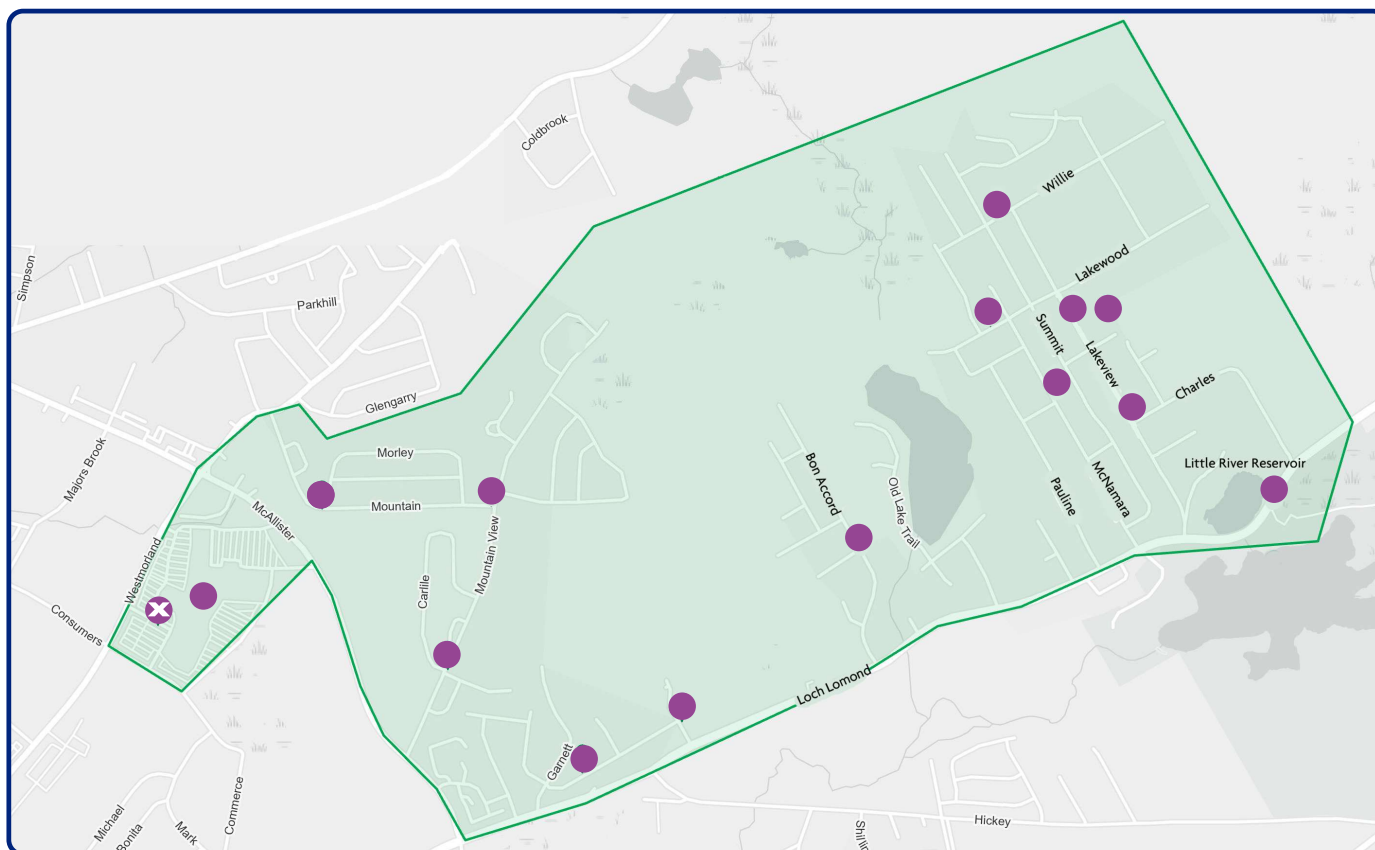 Coldbrook
Willie
Simpson
Lakewood
Parkhill
Summit
Lakeview
Charles
Glengarry
Morley
Majors Brook
Little River Reservoir
Bon Accord
McNamara
Pauline
Old Lake Trail
Mountain
McAllister
Mountain View
Westmorland
Carlile
Consumers
Loch Lomond
Garnett
Commerce
Michael
Bonita
Mark
Hickey